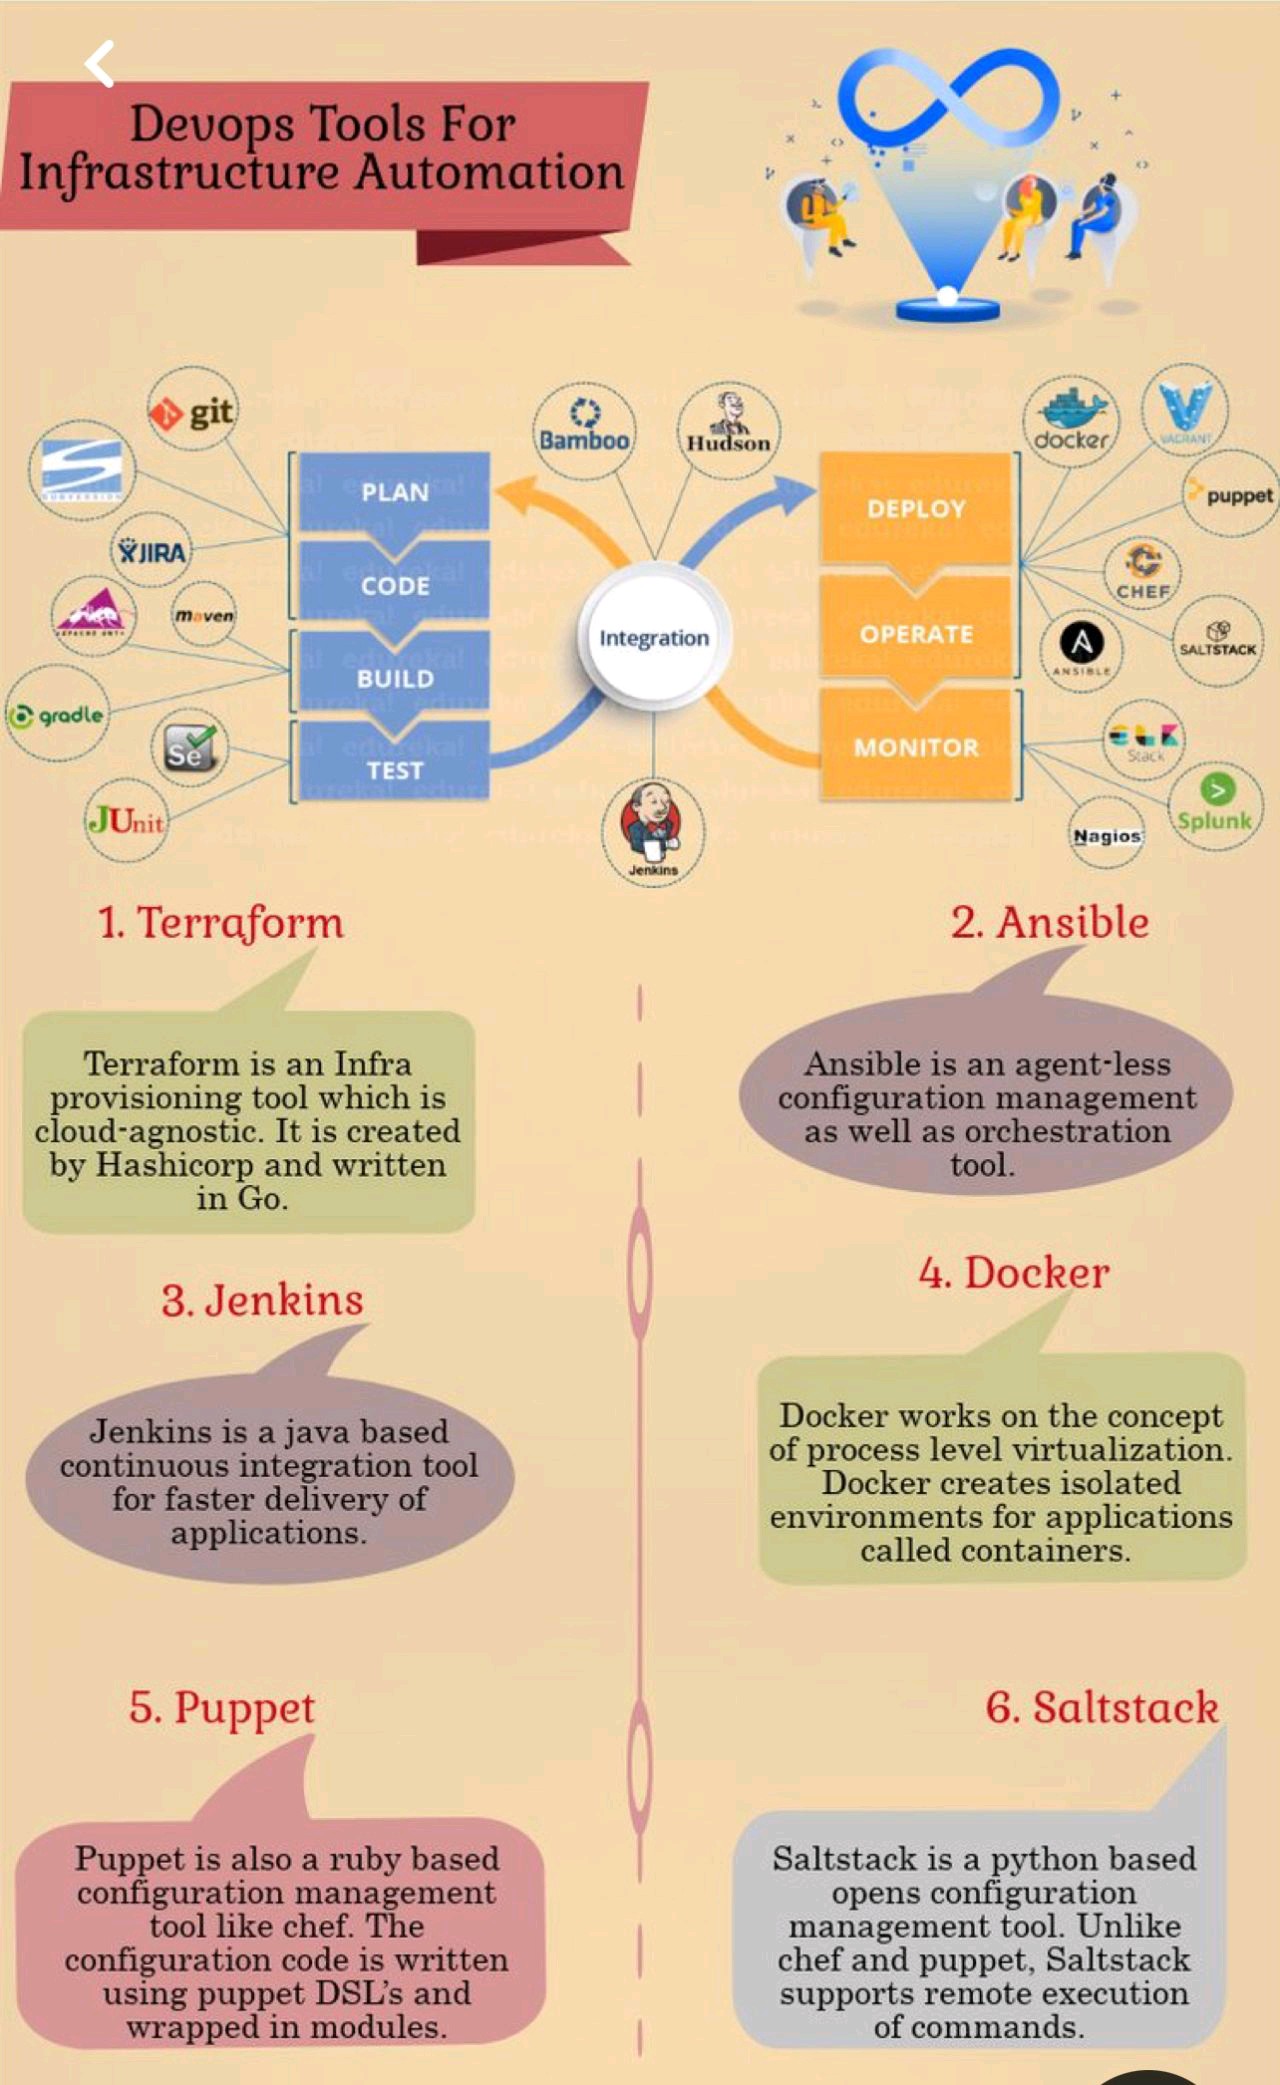 Devops Tools For
Infrastructure Automation
git
SUBVERSION
JIRA
APACHE ANT
maven
gradle
Se
JUnit
PLAN
CODE
BUILD
TEST
Bamboo
Hudson
Integration
Jenkins
DEPLOY
OPERATE
MONITOR
docker
VAGRANT
puppet
CHEF
SALTSTACK
A
ANSIBLE
ELK
Stack
Splunk
Nagios
1. Terraform
Terraform is an Infra
provisioning tool which is
cloud-agnostic. It is created
by Hashicorp and written
in Go.
2. Ansible
Ansible is an agent-less
configuration management
as well as orchestration
tool.
3. Jenkins
Jenkins is a java based
continuous integration tool
for faster delivery of
applications.
4. Docker
Docker works on the concept
of process level virtualization.
Docker creates isolated
environments for applications
called containers.
5. Puppet
Puppet is also a ruby based
configuration management
tool like chef. The
configuration code is written
using puppet DSL's and
wrapped in modules.
6. Saltstack
Saltstack is a python based
opens configuration
management tool. Unlike
chef and puppet, Saltstack
supports remote execution
of commands.